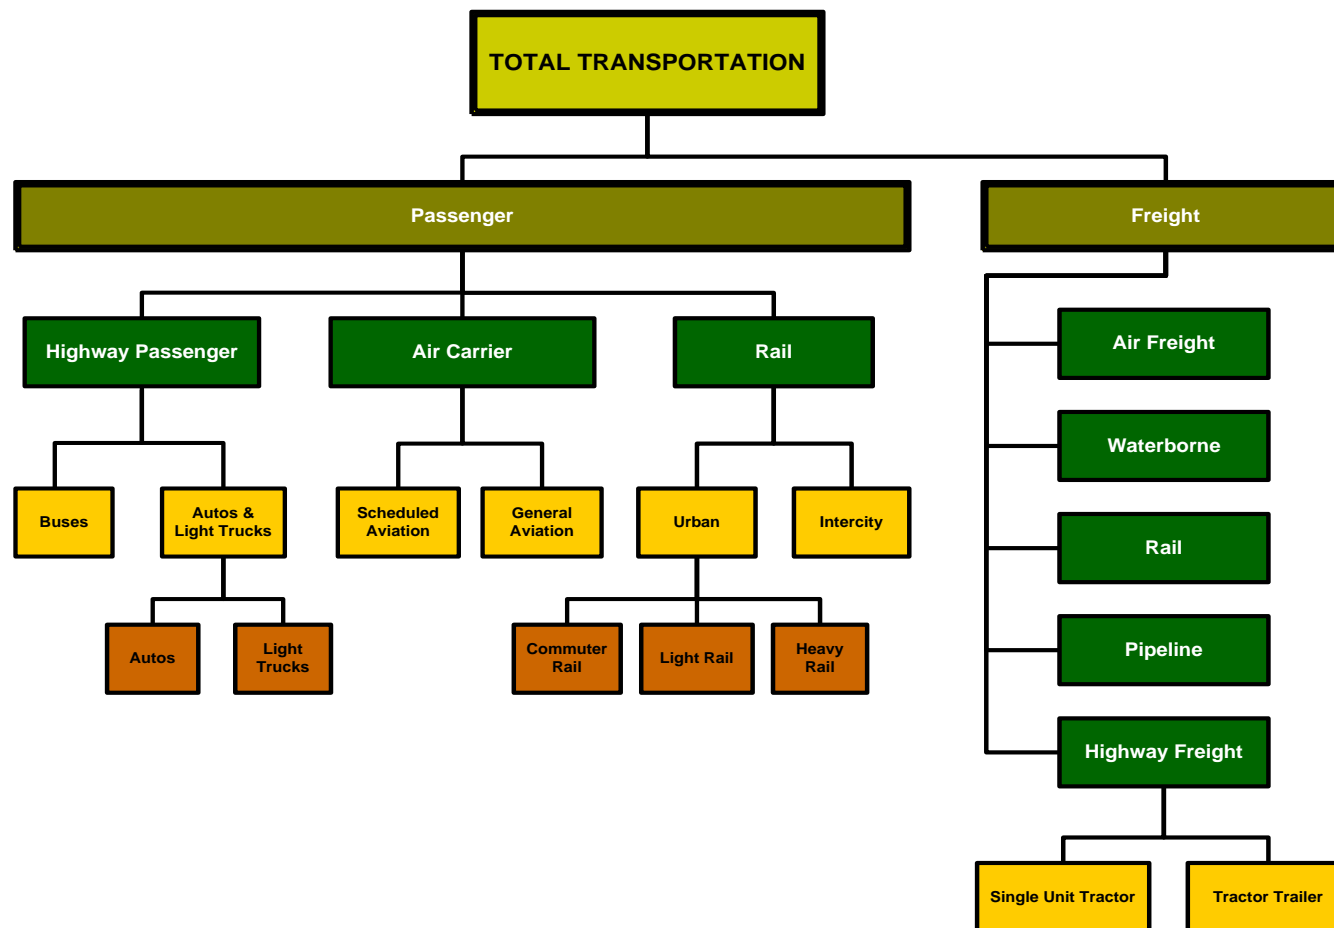 TOTAL TRANSPORTATION
Passenger
Freight
Highway Passenger
Air Carrier
Rail
Air Freight
Waterborne
Buses
Autos &
Light Trucks
Scheduled
Aviation
General
Aviation
Urban
Intercity
Rail
Autos
Light
Trucks
Commuter
Rail
Light Rail
Heavy
Rail
Pipeline
Highway Freight
Single Unit Tractor
Tractor Trailer